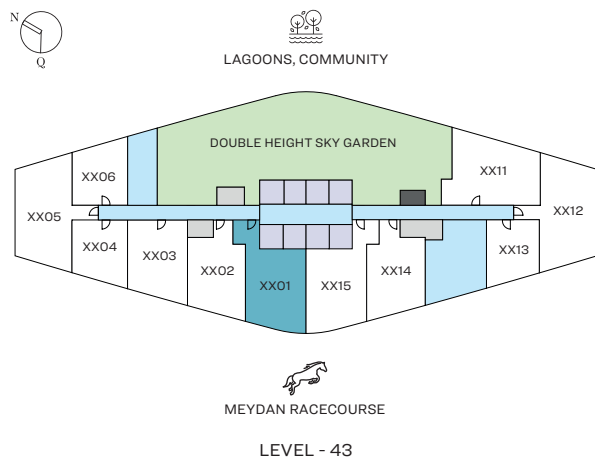 N
Q
LAGOONS, COMMUNITY
DOUBLE HEIGHT SKY GARDEN
XX06
XX11
XX05
XX12
XX04
XX03
XX02
XX14
XX13
XX01
XX15
MEYDAN RACECOURSE
LEVEL - 43